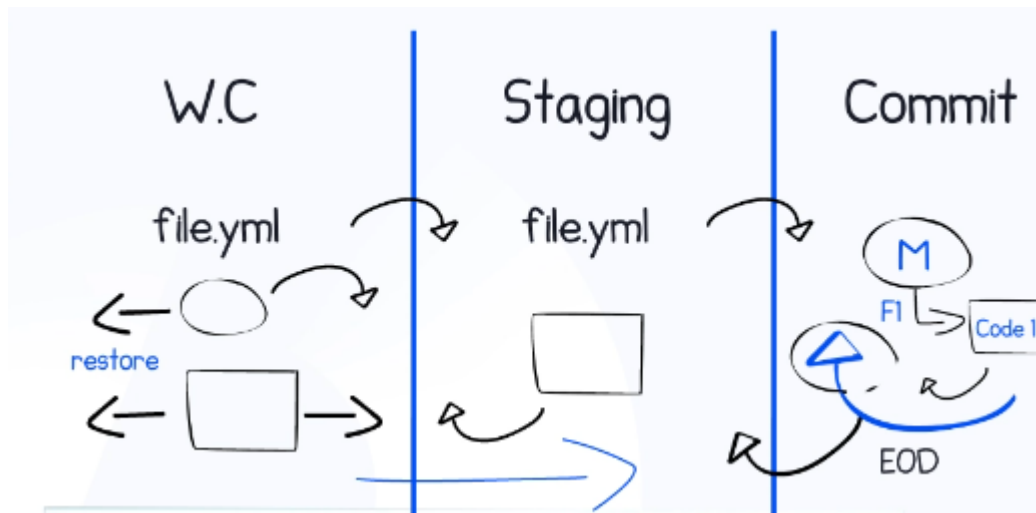 W.C
Staging
Commit
file.yml
file.yml
M
F1
Code 1
restore
EOD